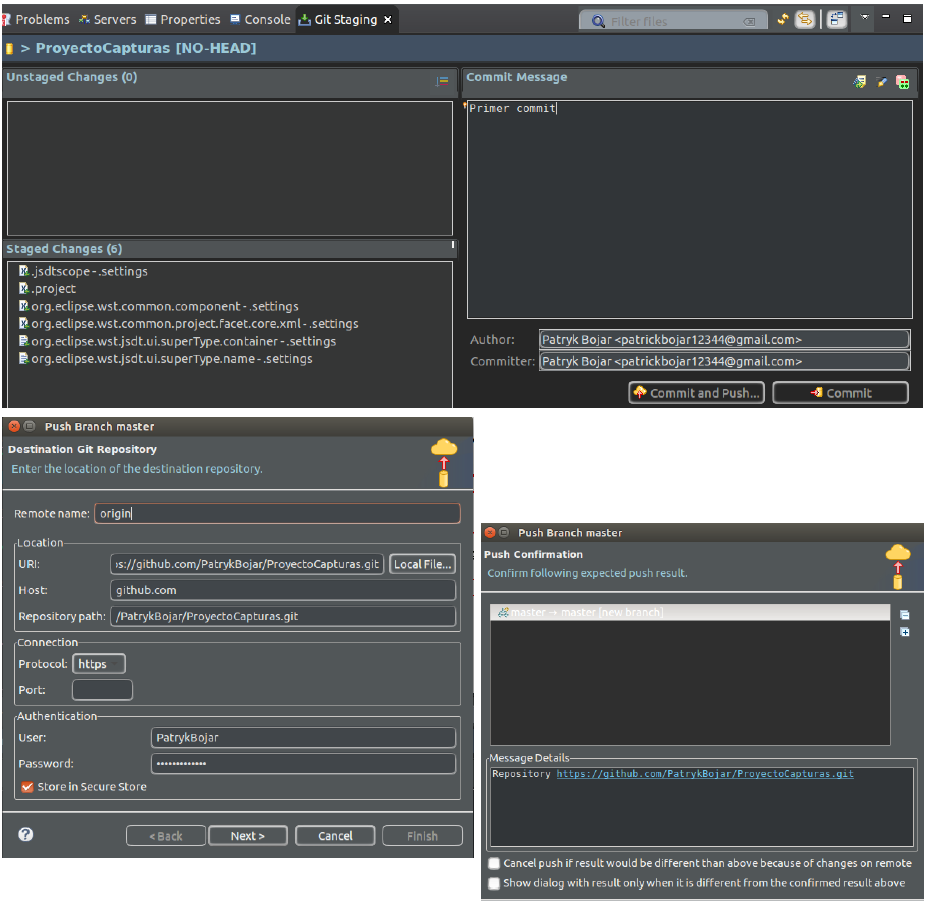 Problems Servers Properties Console Git Staging Filter files
> ProyectoCapturas [NO-HEAD]
Unstaged Changes (0)
Commit Message
Primer commit
Staged Changes (6)
.jsdtscope - .settings
.project
org.eclipse.wst.common.component - .settings
org.eclipse.wst.common.project.facet.core.xml - .settings
org.eclipse.wst.jsdt.ui.superType.container - .settings
org.eclipse.wst.jsdt.ui.superType.name - .settings
Author: Patryk Bojar <patrickbojar12344@gmail.com>
Committer: Patryk Bojar <patrickbojar12344@gmail.com>
Commit and Push... Commit
Push Branch master
Destination Git Repository
Enter the location of the destination repository.
Remote name: origin
Location
URI: s://github.com/PatrykBojar/ProyectoCapturas.git Local File...
Host: github.com
Repository path: /PatrykBojar/ProyectoCapturas.git
Connection
Protocol: https
Port:
Authentication
User: PatrykBojar
Password: •••••••••••••
Store in Secure Store
< Back Next > Cancel Finish
Push Branch master
Push Confirmation
Confirm following expected push result.
master → master [new branch]
Message Details
Repository https://github.com/PatrykBojar/ProyectoCapturas.git
Cancel push if result would be different than above because of changes on remote
Show dialog with result only when it is different from the confirmed result above